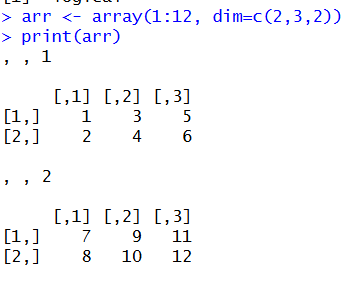 > arr <- array(1:12, dim=c(2,3,2))
> print(arr)
, , 1
     [,1] [,2] [,3]
[1,]    1    3    5
[2,]    2    4    6
, , 2
     [,1] [,2] [,3]
[1,]    7    9   11
[2,]    8   10   12